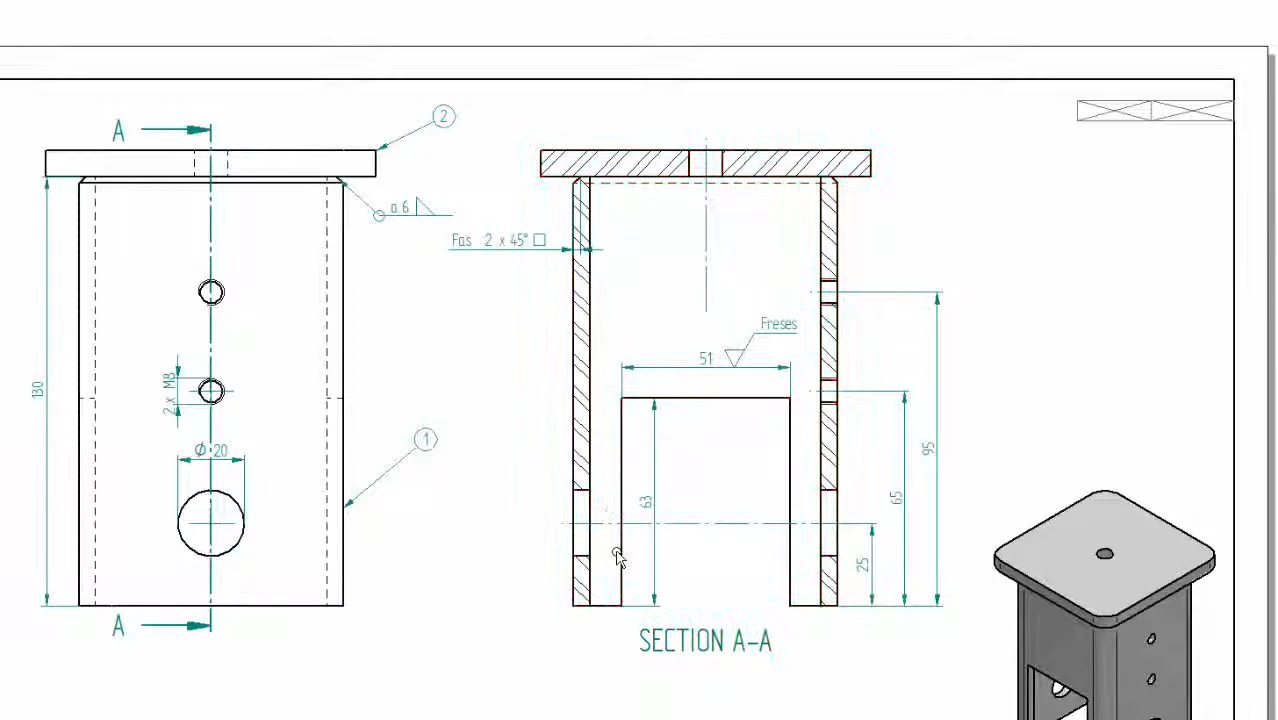 A
2
a 6
Fas 2 x 45° □
Freses
51
130
2 x M8
Ø 20
1
63
95
65
25
A
SECTION A-A